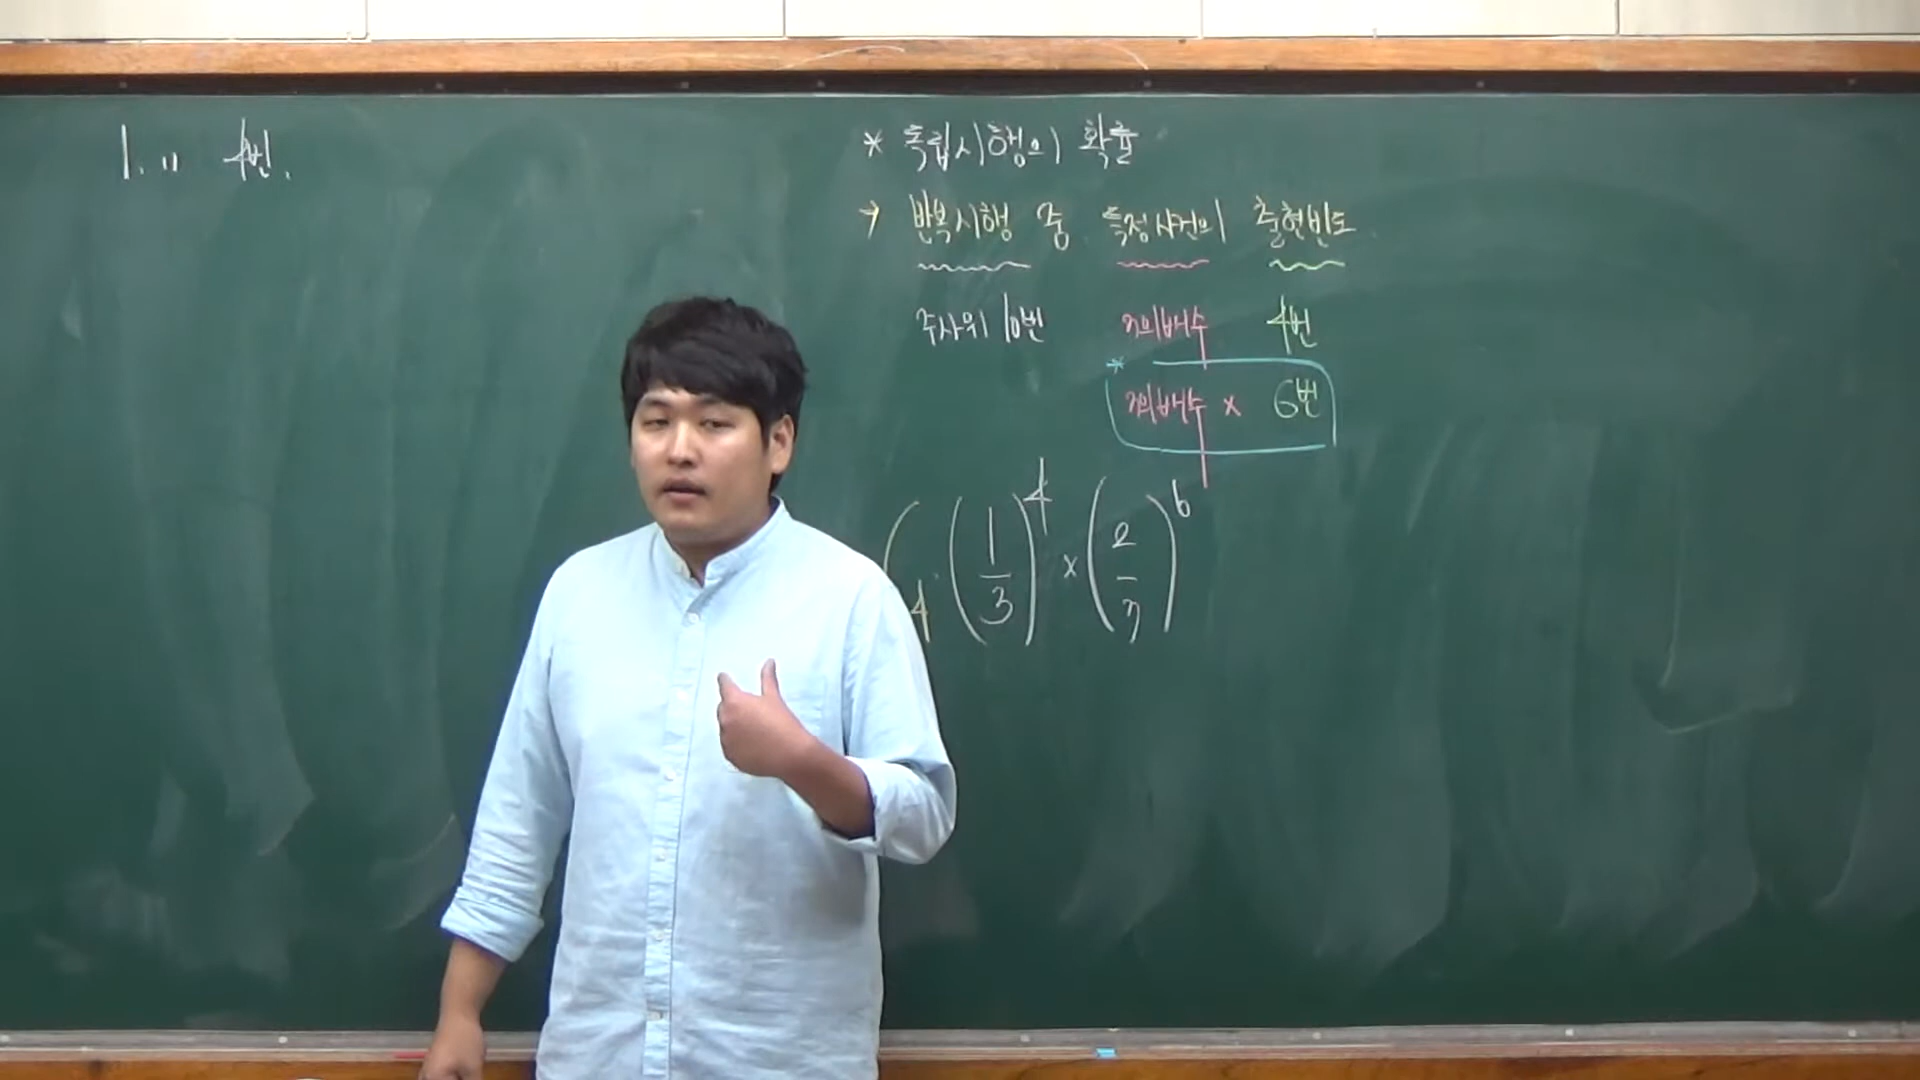 1. " 4번.
* 독립시행의 확률
→ 반복시행 중 특정사건의 출현빈도
주사위 10번 3의배수 4번
* 3의배수 x 6번
( 4 · (1/3)^4 × (2/3)^6